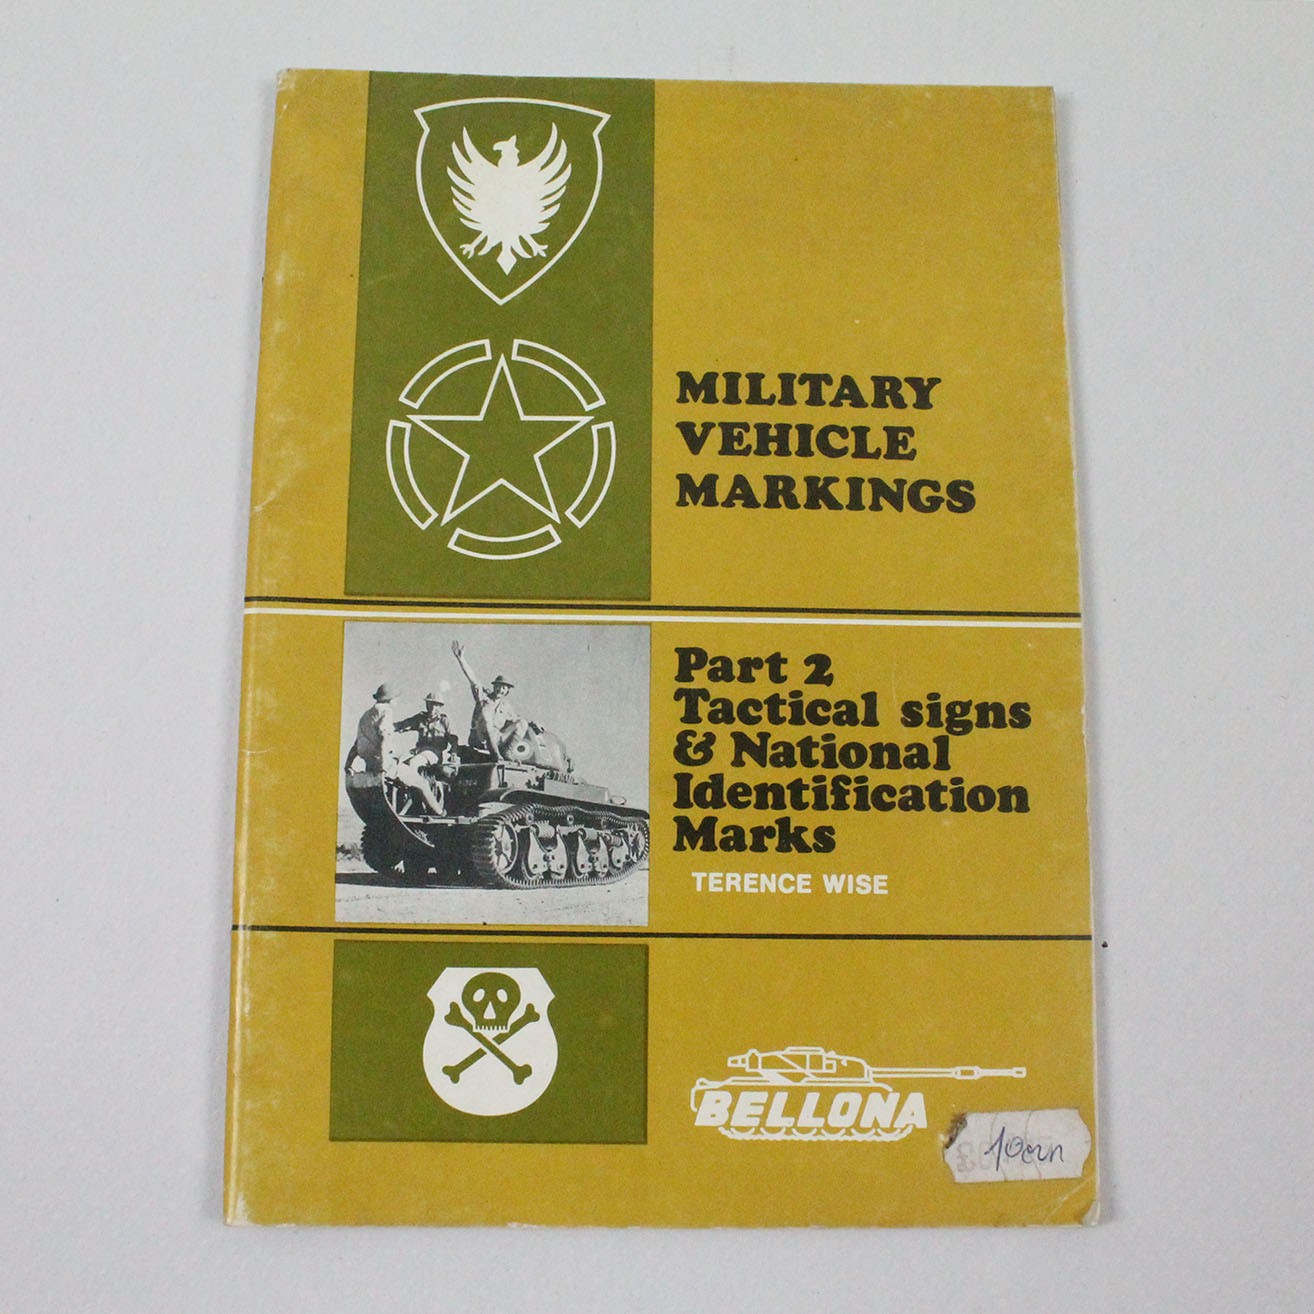 MILITARY
VEHICLE
MARKINGS
Part 2
Tactical signs
& National
Identification
Marks
TERENCE WISE
BELLONA